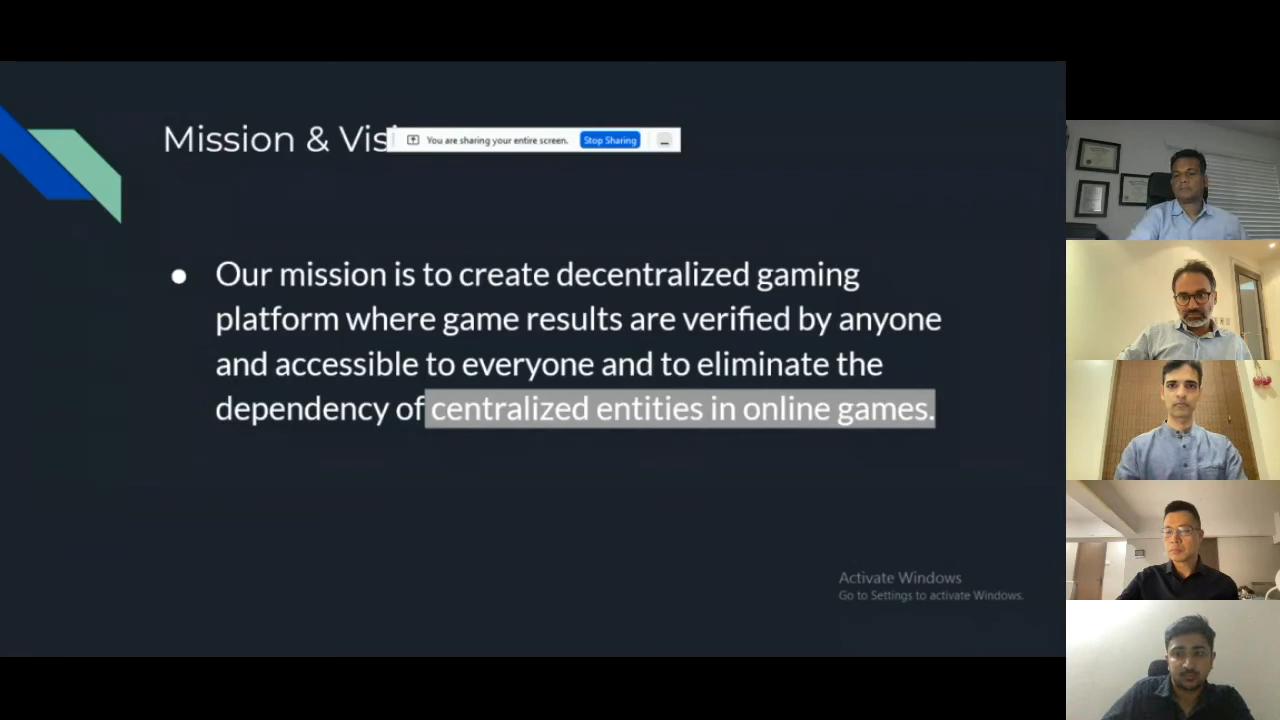 Mission & Vis
You are sharing your entire screen.
Stop Sharing
Our mission is to create decentralized gaming
platform where game results are verified by anyone
and accessible to everyone and to eliminate the
dependency of centralized entities in online games.
Activate Windows
Go to Settings to activate Windows.